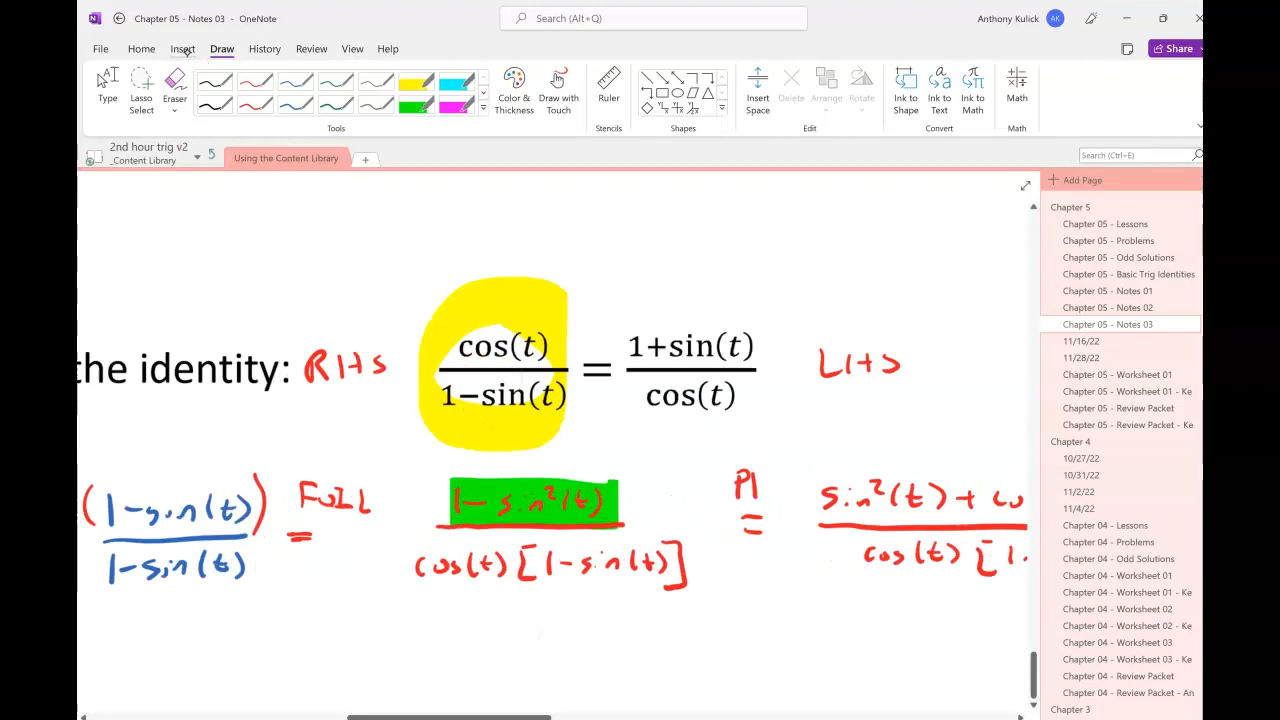 Chapter 05 - Notes 03 - OneNote
Search (Alt+Q)
Anthony Kulick AK
File Home Insert Draw History Review View Help
Share
Type Lasso Select Eraser
Color & Thickness
Draw with Touch
Ruler
Insert Space
Delete Arrange Rotate
Ink to Shape
Ink to Text
Ink to Math
Math
Tools Stencils Shapes Edit Convert Math
2nd hour trig v2
_Content Library
Using the Content Library
Search (Ctrl+E)
Add Page
Chapter 5
Chapter 05 - Lessons
Chapter 05 - Problems
Chapter 05 - Odd Solutions
Chapter 05 - Basic Trig Identities
Chapter 05 - Notes 01
Chapter 05 - Notes 02
Chapter 05 - Notes 03
11/16/22
11/28/22
Chapter 05 - Worksheet 01
Chapter 05 - Worksheet 01 - Ke
Chapter 05 - Review Packet
Chapter 05 - Review Packet - Ke
Chapter 4
10/27/22
10/31/22
11/2/22
11/4/22
Chapter 04 - Lessons
Chapter 04 - Problems
Chapter 04 - Odd Solutions
Chapter 04 - Worksheet 01
Chapter 04 - Worksheet 01 - Ke
Chapter 04 - Worksheet 02
Chapter 04 - Worksheet 02 - Ke
Chapter 04 - Worksheet 03
Chapter 04 - Worksheet 03 - Ke
Chapter 04 - Review Packet
Chapter 04 - Review Packet - An
Chapter 3
cos(t) 1+sin(t)
the identity: RHS = LHS
1−sin(t) cos(t)
(1-sin(t)) FOIL 1-sin²(t) PI sin²(t) + co
= =
1-sin(t) cos(t)[1-sin(t)] cos(t)[1-